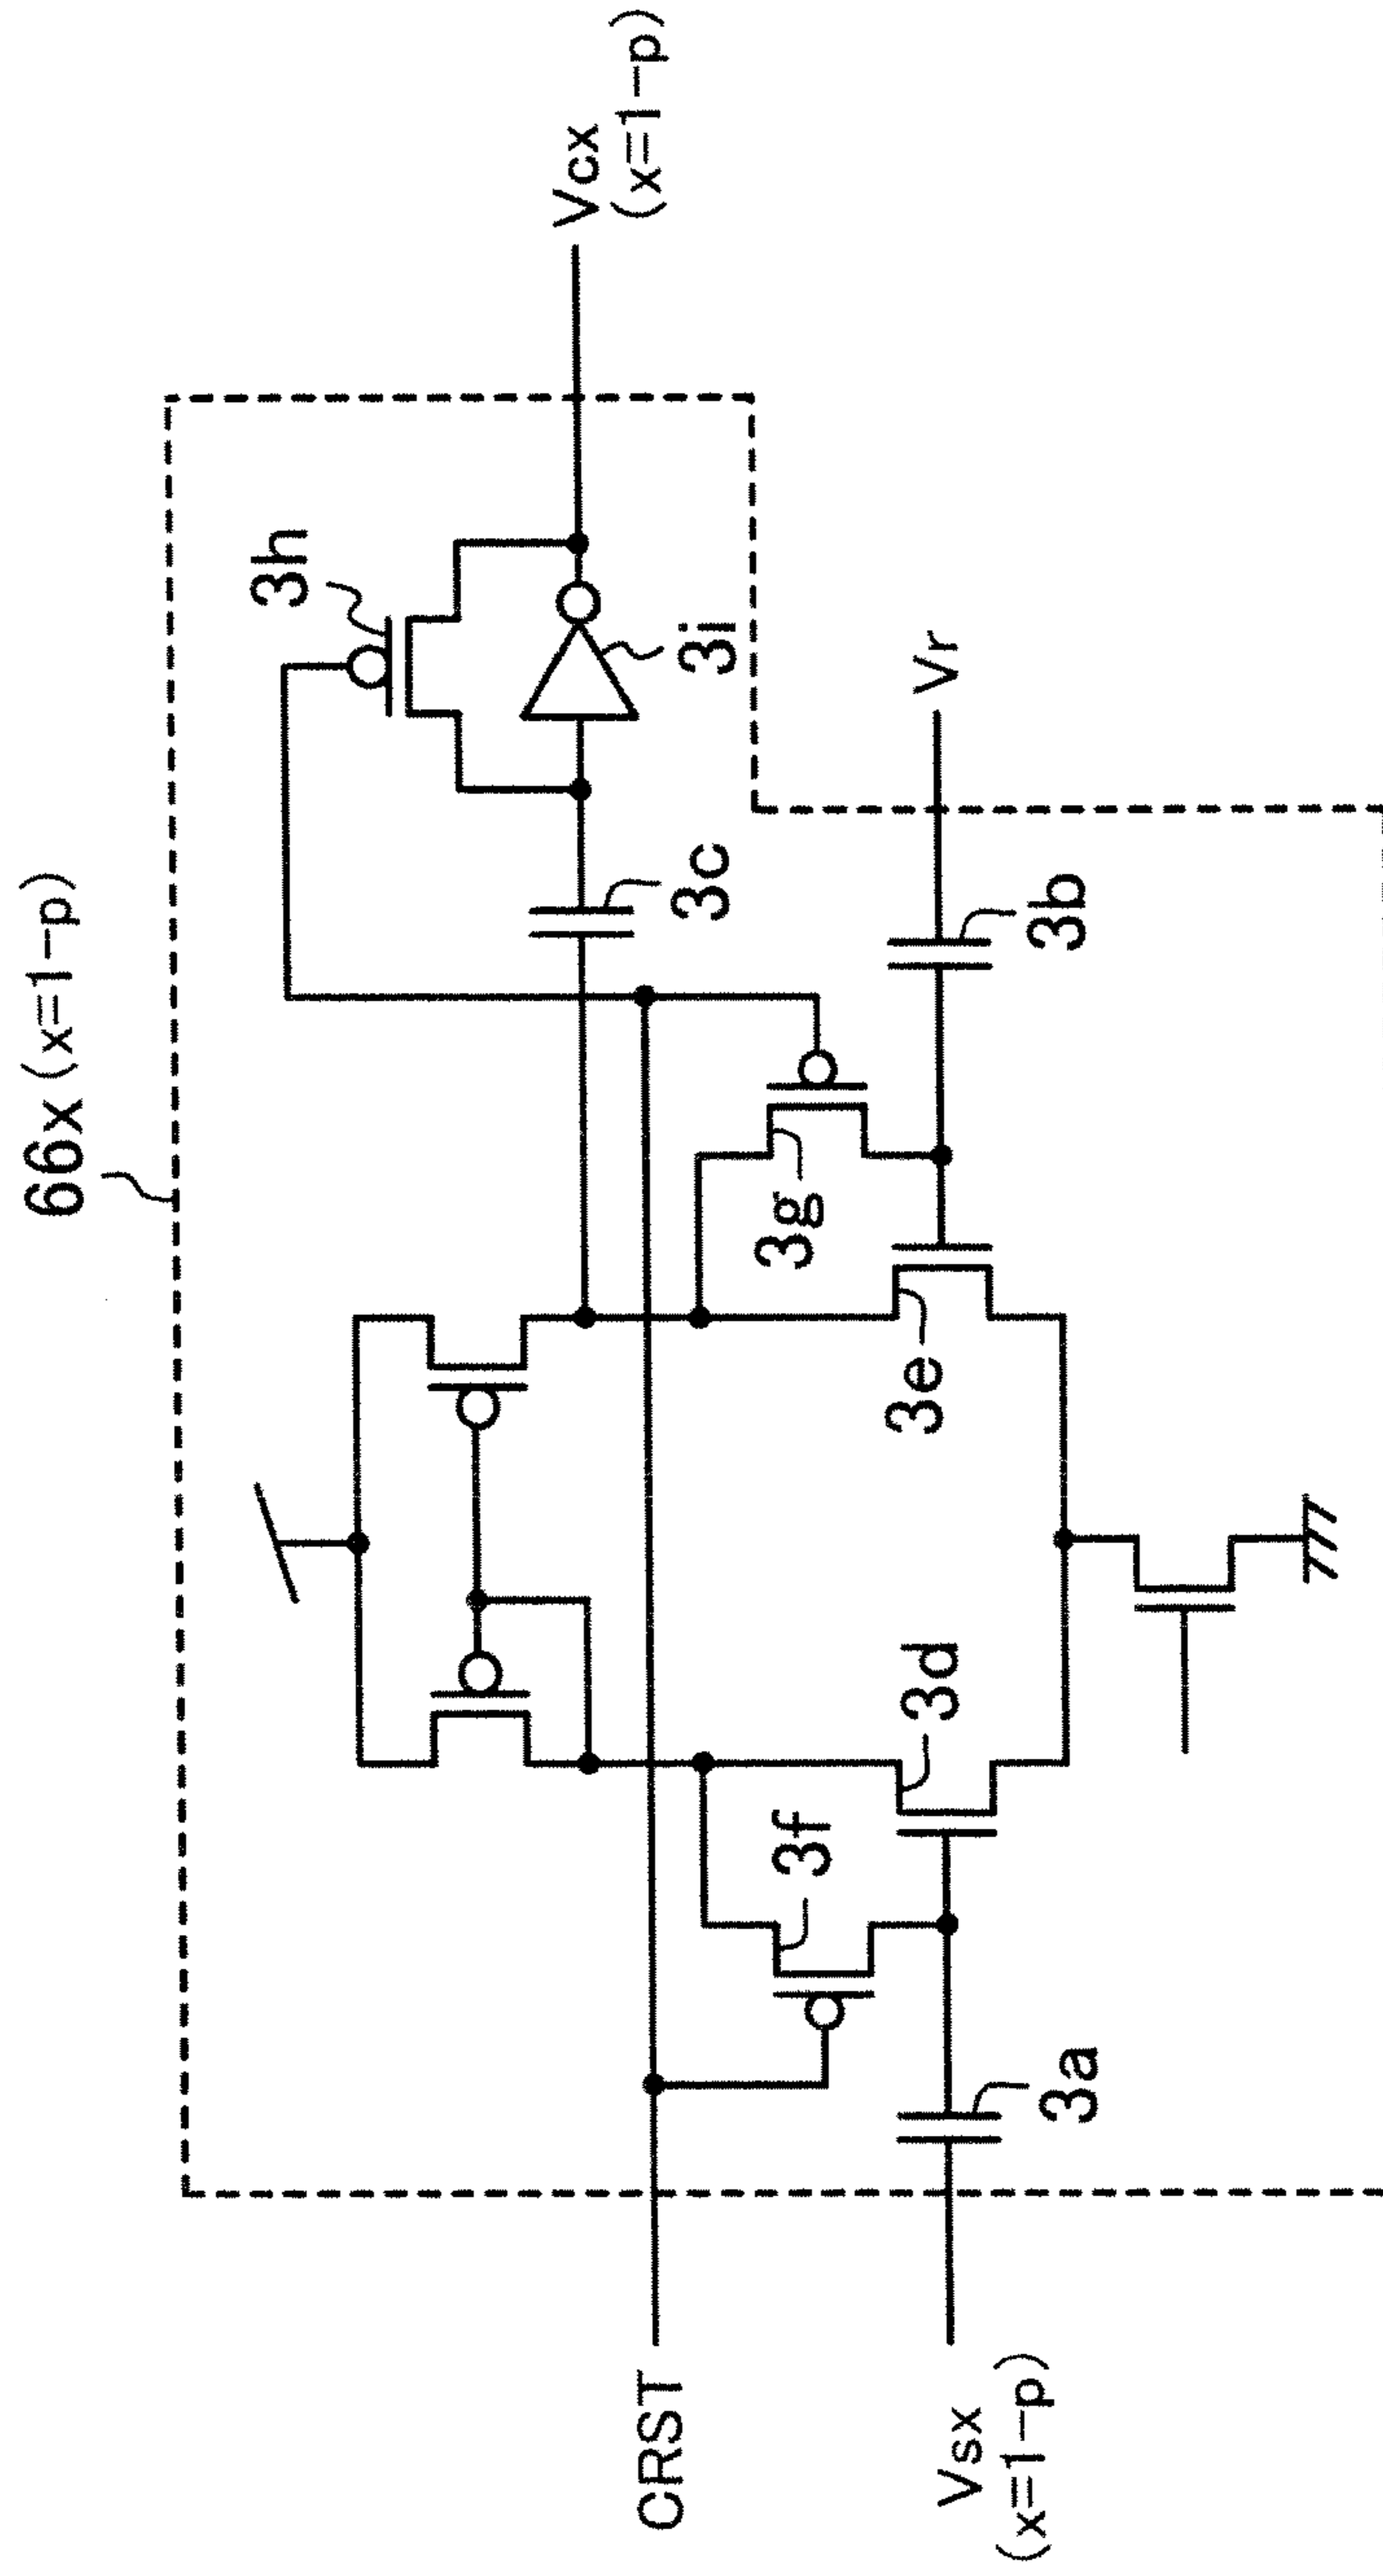 66x (x=1-p)
3h
Vcx
(x=1-p)
3i
3c
CRST
3f
3g
Vr
3d
3e
3b
Vsx
(x=1-p)
3a